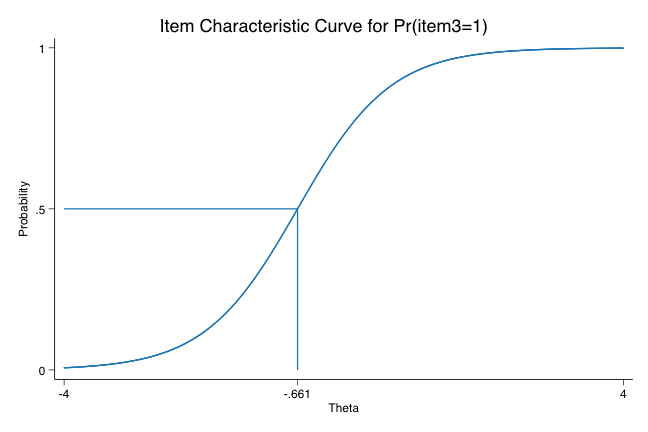 Item Characteristic Curve for Pr(item3=1)
1
.5
0
Probability
-4
-.661
4
Theta